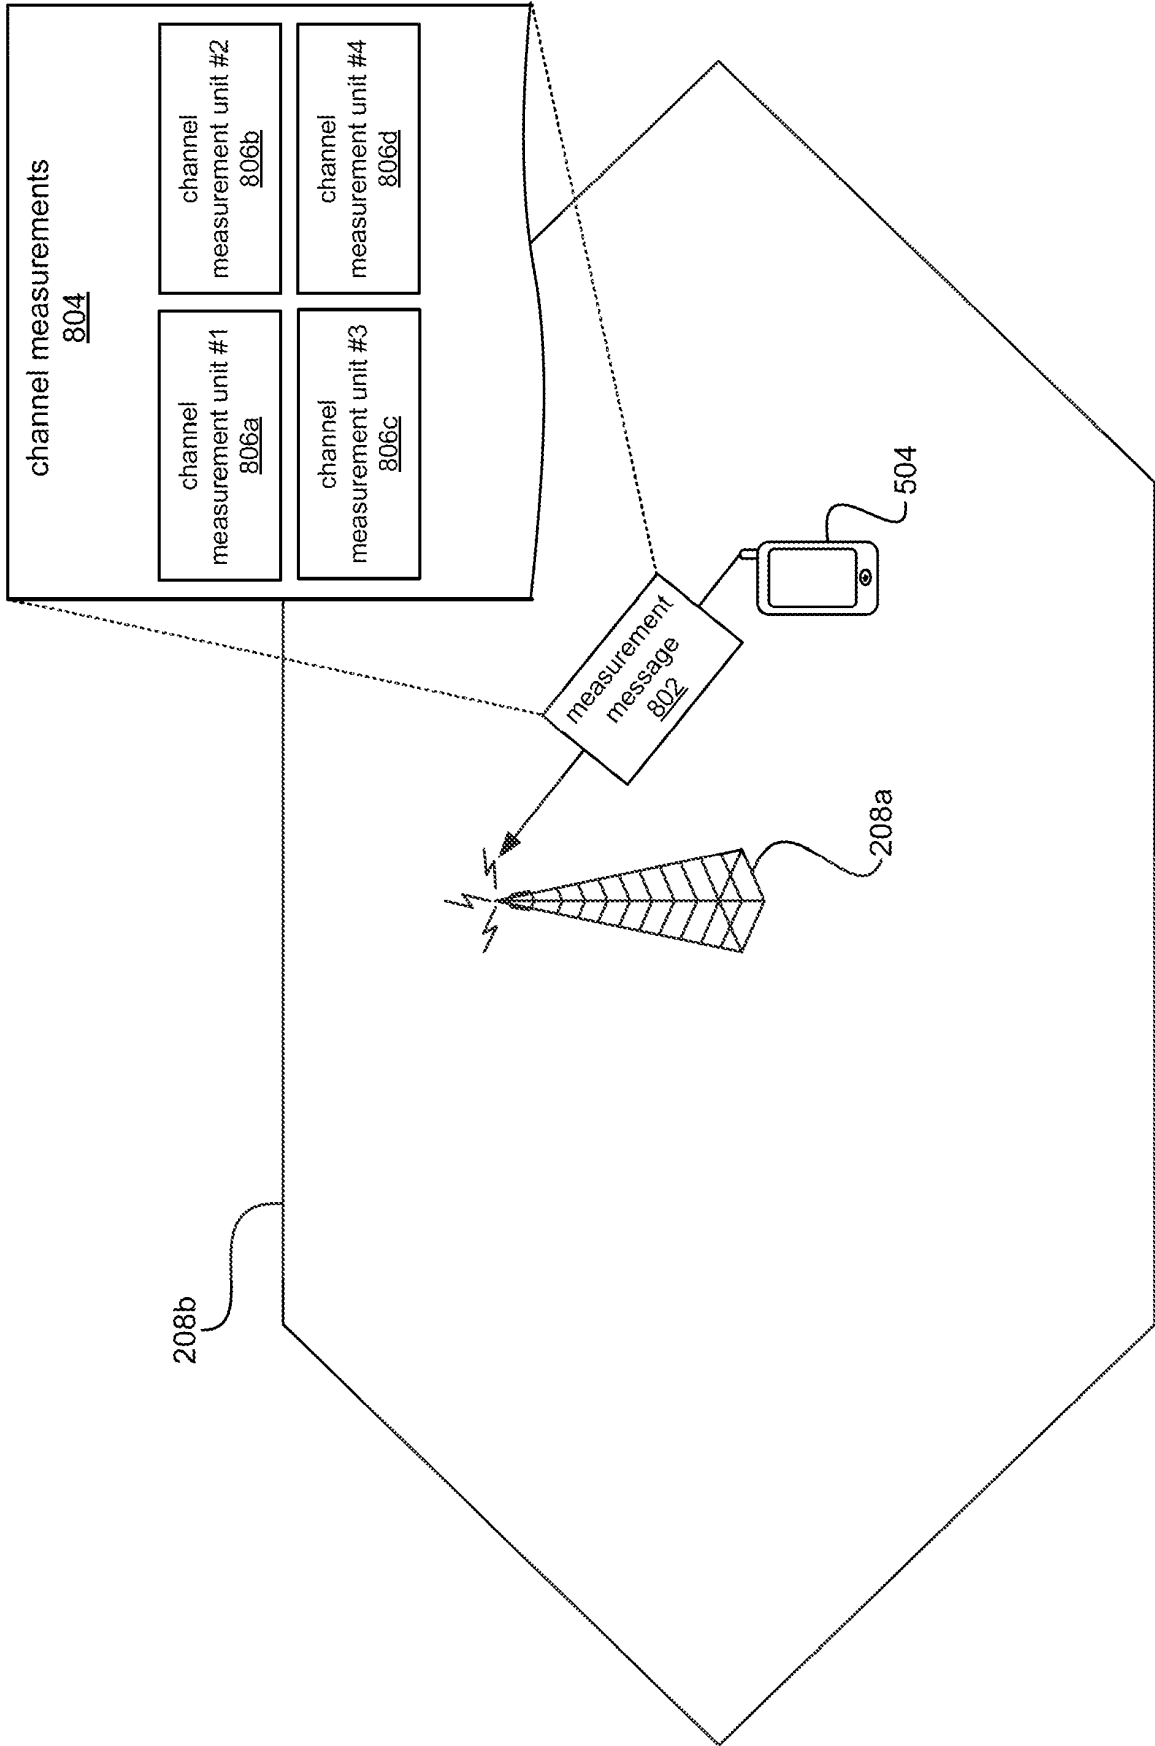 channel measurements
804
channel
measurement unit #1
806a
channel
measurement unit #2
806b
channel
measurement unit #3
806c
channel
measurement unit #4
806d
208b
measurement
message
802
504
208a